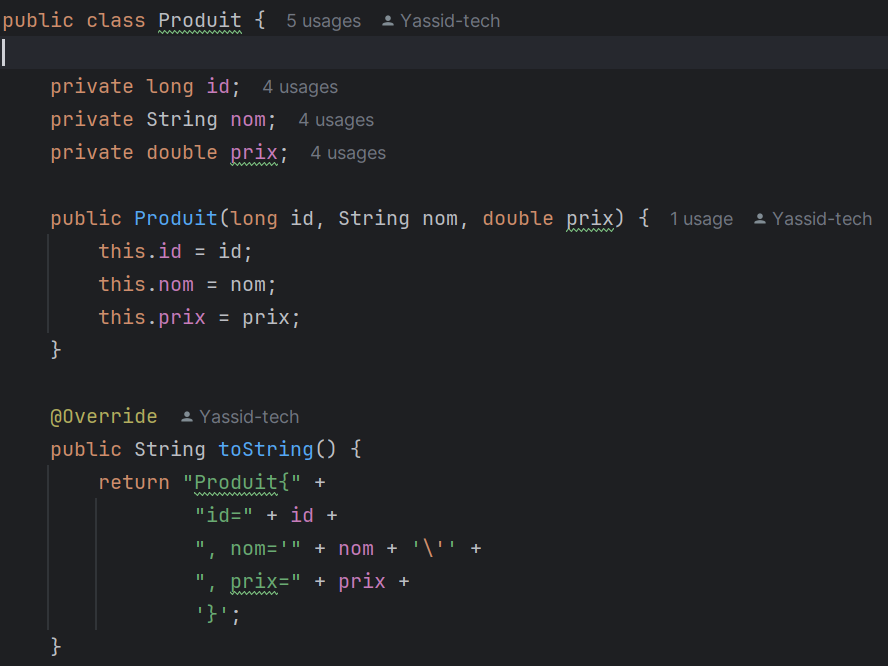 public class Produit {  5 usages  Yassid-tech
    private long id;  4 usages
    private String nom;  4 usages
    private double prix;  4 usages
    public Produit(long id, String nom, double prix) {  1 usage  Yassid-tech
        this.id = id;
        this.nom = nom;
        this.prix = prix;
    }
    @Override  Yassid-tech
    public String toString() {
        return "Produit{" +
                "id=" + id +
                ", nom='" + nom + '\'' +
                ", prix=" + prix +
                '}';
    }